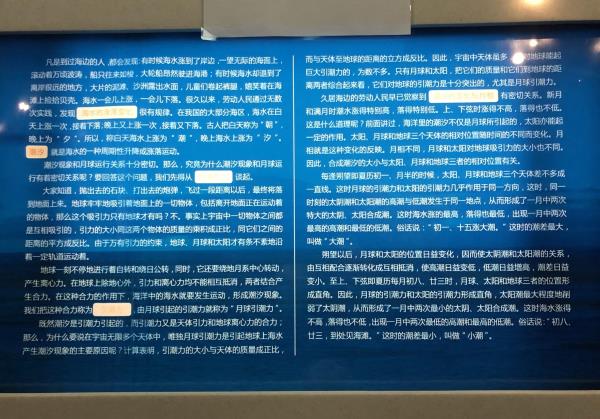 凡是到过海边的人，都会发现：有时候海水涨到了岸边，一望无际的海面上，
滚动着万顷波涛，船只往来如梭，大轮船昂然驶进海港；有时候海水却退到了
离岸很远的地方，大片的泥滩、沙洲露出水面，儿童们卷起裤腿，嬉笑着在海
滩上捡拾贝壳。海水一会儿上涨，一会儿下落。很久以来，劳动人民通过无数
次实践，发现 很有规律。在我国的大部分海区，海水在白
天上涨一次，接着下落；晚上又上涨一次，接着又下落。古人把白天称为“朝”，
晚上为“夕”。所以，称白天海水上涨为“潮”，晚上海水上涨为“汐”。
潮汐 就是海水的一种周期性升降或涨落运动。
潮汐现象和月球运行关系十分密切。那么，究竟为什么潮汐现象和月球运
行有着密切关系呢？要回答这个问题，我们先得从 谈起。
大家知道，抛出去的石块、打出去的炮弹，飞过一段距离以后，最终将落
到地面上来。地球牢牢地吸引着地面上的一切物体，包括离开地面正在运动着
的物体，那么这个吸引力只有地球才有吗？不。事实上宇宙中一切物体之间都
是互相吸引的，引力的大小同这两个物体的质量的乘积成正比，同它们之间的
距离的平方成反比。由于万有引力的约束，地球、月球和太阳才有条不紊地沿
着一定轨道运动着。
地球一刻不停地进行着自转和绕日公转，同时，它还要绕地月系中心转动，
产生离心力。在地球上除地心外，引力和离心力均不能相互抵消，两者结合产
生合力。在这种合力的作用下，海洋中的海水就要发生运动，形成潮汐现象。
我们把这种合力称为 ，由月球引起的引潮力就称为“月球引潮力”。
既然潮汐是引潮力引起的，而引潮力又是天体引力和地球离心力的合力；
那么，为什么要说在宇宙无限多个天体中，唯独月球引潮力是引起地球上海水
产生潮汐现象的主要原因呢？计算表明，引潮力的大小与天体的质量成正比，
而与天体至地球的距离的立方成反比。因此，宇宙中天体虽多，对地球能起
巨大引潮力的，为数不多。只有月球和太阳，把它们的质量和它们到地球的距
离两者综合起来看，它们对地球的引潮力是十分突出的，尤其是月球引潮力。
久居海边的劳动人民早已觉察到 有密切关系。新月
和满月时潮水涨得特别高，落得特别低。上、下弦时涨得不高，落得也不低。
这是什么道理呢？前面讲过，海洋里的潮汐不仅是月球所引起的，太阳亦能起
一定的作用。太阳、月球和地球三个天体的相对位置随时间的不同而变化。月
相就是这种变化的反映。月相不同，月球和太阳对地球吸引力的大小也不同。
因此，合成潮汐的大小与太阳、月球和地球三者的相对位置有关。
每逢朔望即夏历初一、月半的时候，太阳、月球和地球三个天体差不多成
一直线。这时月球的引潮力和太阳的引潮力几乎作用于同一方向，这时，同一
时刻的太阴潮和太阳潮的高潮与低潮发生于同一地点，从而形成了一月中两次
特大的太阴、太阳合成潮。这时海水涨的最高，落得也最低，出现一月中两次
最高的高潮和最低的低潮。俗话说：“初一、十五涨大潮。”这时的潮差最大，
叫做“大潮”。
朔望以后，月球和太阳的位置日益变化，因而使太阴潮和太阳潮的关系，
由互相配合逐渐转化成互相抵消，使高潮日益变低，低潮日益增高，潮差日益
变小。至上、下弦即夏历每月初八、廿三时，月球、太阳和地球三者的位置形
成直角。因此，月球的引潮力和太阳的引潮力形成直角，太阳潮最大程度地削
弱了太阴潮，从而形成了一月中两次最小的太阴、太阳合成潮。这时海水涨得
不高,落得也不低，出现一月中两次最低的高潮和最高的低潮。俗话说：“初八、
廿三，到处见海滩。”这时的潮差最小，叫做“小潮”。